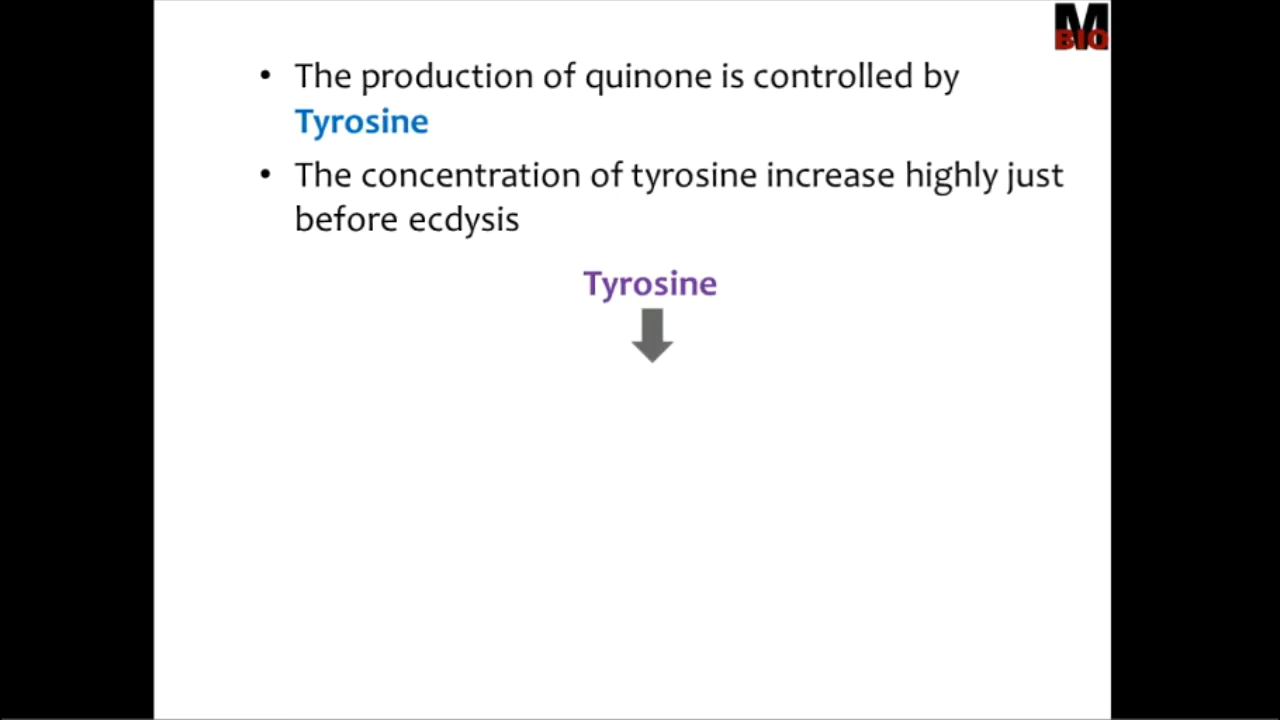 M
BIO
• The production of quinone is controlled by
Tyrosine
• The concentration of tyrosine increase highly just
before ecdysis
Tyrosine